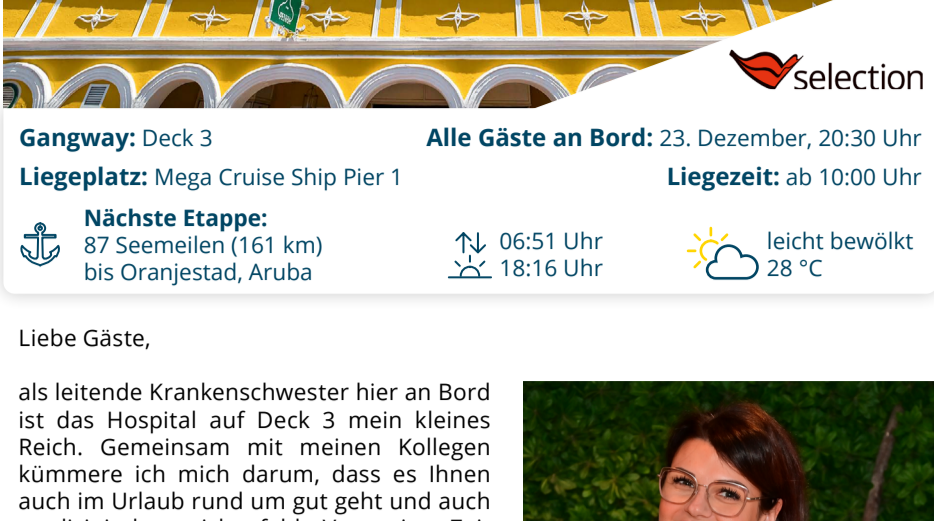 selection
Gangway: Deck 3
Alle Gäste an Bord: 23. Dezember, 20:30 Uhr
Liegeplatz: Mega Cruise Ship Pier 1
Liegezeit: ab 10:00 Uhr
Nächste Etappe:
87 Seemeilen (161 km)
bis Oranjestad, Aruba
06:51 Uhr
18:16 Uhr
leicht bewölkt
28 °C
Liebe Gäste,
als leitende Krankenschwester hier an Bord
ist das Hospital auf Deck 3 mein kleines
Reich. Gemeinsam mit meinen Kollegen
kümmere ich mich darum, dass es Ihnen
auch im Urlaub rund um gut geht und auch